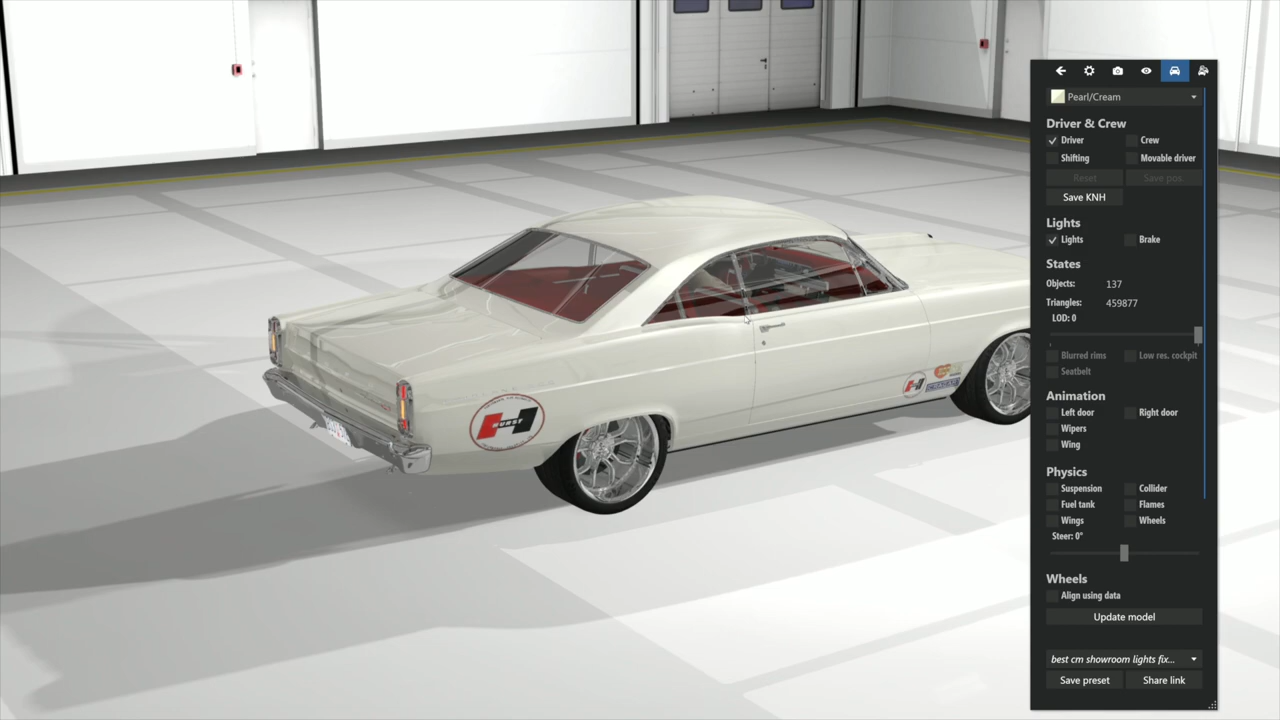 Pearl/Cream
Driver & Crew
Driver
Crew
Shifting
Movable driver
Reset
Save pos.
Save KNH
Lights
Lights
Brake
States
Objects: 137
Triangles: 459877
LOD: 0
Blurred rims
Low res. cockpit
Seatbelt
Animation
Left door
Right door
Wipers
Wing
Physics
Suspension
Collider
Fuel tank
Flames
Wings
Wheels
Steer: 0°
Wheels
Align using data
Update model
best cm showroom lights fix...
Save preset
Share link
HURST